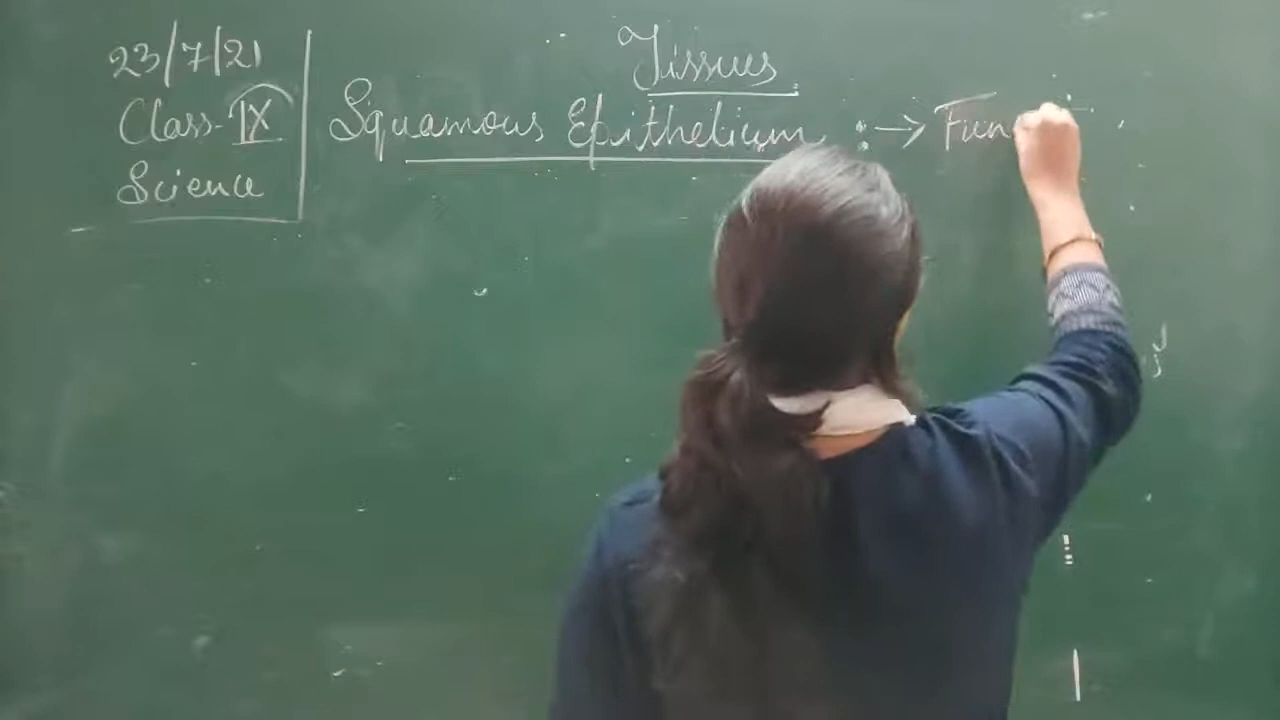 23/7/21
Class-IX
Science
Tissues
Squamous Epithelium :→ Fun